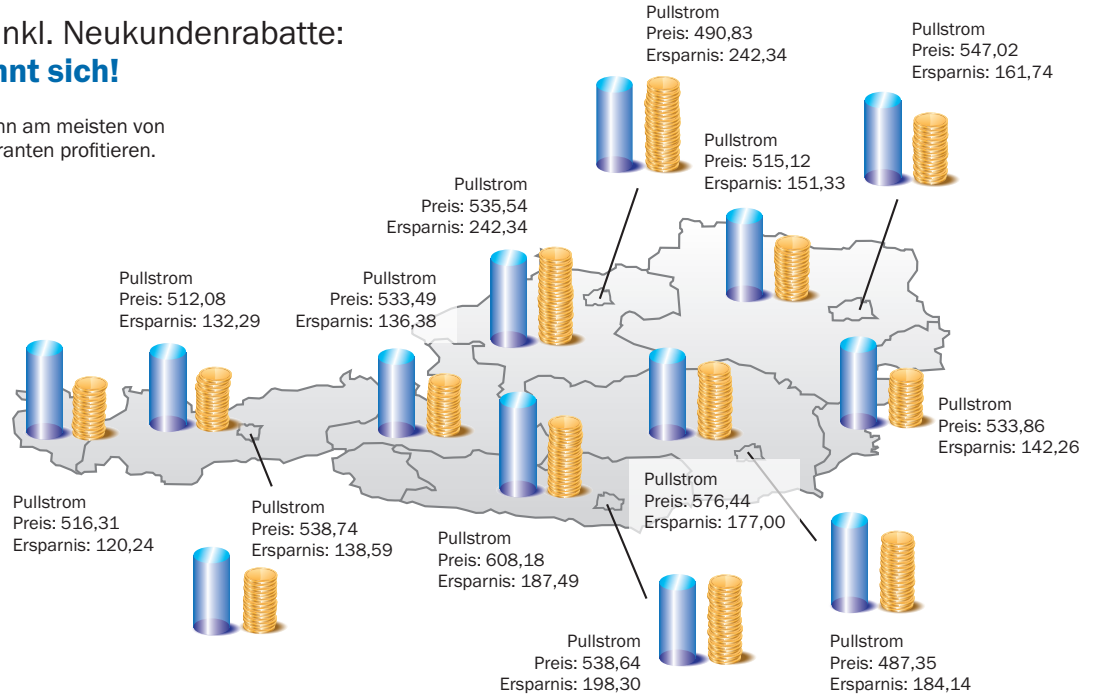 nkl. Neukundenrabatte:
nnt sich!
nn am meisten von
ranten profitieren.
Pullstrom
Preis: 490,83
Ersparnis: 242,34
Pullstrom
Preis: 547,02
Ersparnis: 161,74
Pullstrom
Preis: 515,12
Ersparnis: 151,33
Pullstrom
Preis: 535,54
Ersparnis: 242,34
Pullstrom
Preis: 512,08
Ersparnis: 132,29
Pullstrom
Preis: 533,49
Ersparnis: 136,38
Pullstrom
Preis: 533,86
Ersparnis: 142,26
Pullstrom
Preis: 516,31
Ersparnis: 120,24
Pullstrom
Preis: 538,74
Ersparnis: 138,59
Pullstrom
Preis: 608,18
Ersparnis: 187,49
Pullstrom
Preis: 576,44
Ersparnis: 177,00
Pullstrom
Preis: 538,64
Ersparnis: 198,30
Pullstrom
Preis: 487,35
Ersparnis: 184,14